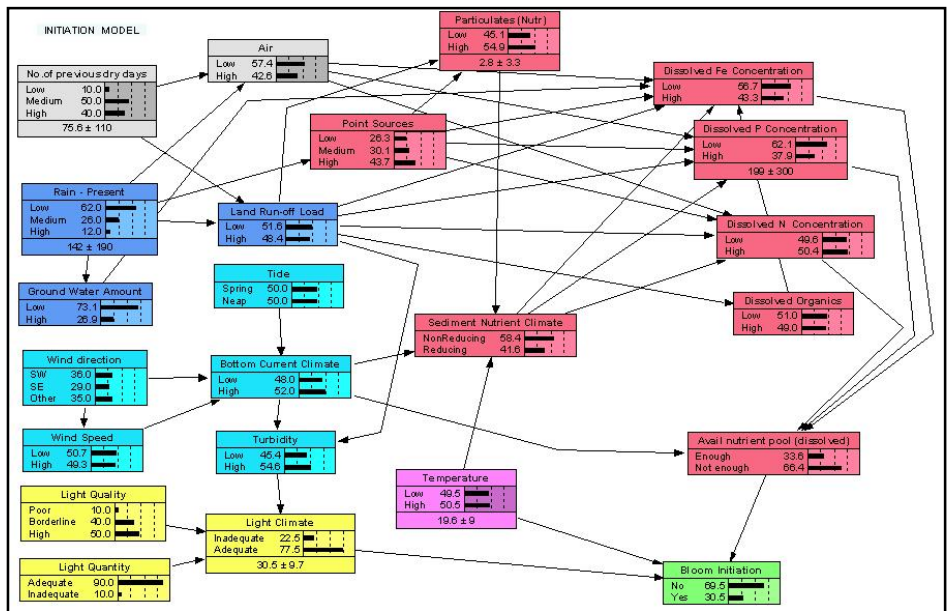 INITIATION MODEL
Particulates (Nutr)
Low 45.1
High 54.9
2.8 ± 3.3
Air
Low 57.4
High 42.6
No.of previous dry days
Low 10.0
Medium 50.0
High 40.0
75.6 ± 110
Dissolved Fe Concentration
Low 56.7
High 43.3
Point Sources
Low 26.3
Medium 30.1
High 43.7
Dissolved P Concentration
Low 62.1
High 37.9
199 ± 300
Rain - Present
Low 62.0
Medium 26.0
High 12.0
142 ± 190
Land Run-off Load
Low 51.6
High 48.4
Dissolved N Concentration
Low 49.6
High 50.4
Tide
Spring 50.0
Neap 50.0
Ground Water Amount
Low 73.1
High 26.9
Dissolved Organics
Low 51.0
High 49.0
Sediment Nutrient Climate
NonReducing 58.4
Reducing 41.6
Wind direction
SW 36.0
SE 29.0
Other 35.0
Bottom Current Climate
Low 48.0
High 52.0
Wind Speed
Low 50.7
High 49.3
Turbidity
Low 45.4
High 54.6
Avail nutrient pool (dissolved)
Enough 33.6
Not enough 66.4
Temperature
Low 49.5
High 50.5
19.6 ± 9
Light Quality
Poor 10.0
Borderline 40.0
High 50.0
Light Climate
Inadequate 22.5
Adequate 77.5
30.5 ± 9.7
Light Quantity
Adequate 90.0
Inadequate 10.0
Bloom Initiation
No 69.5
Yes 30.5